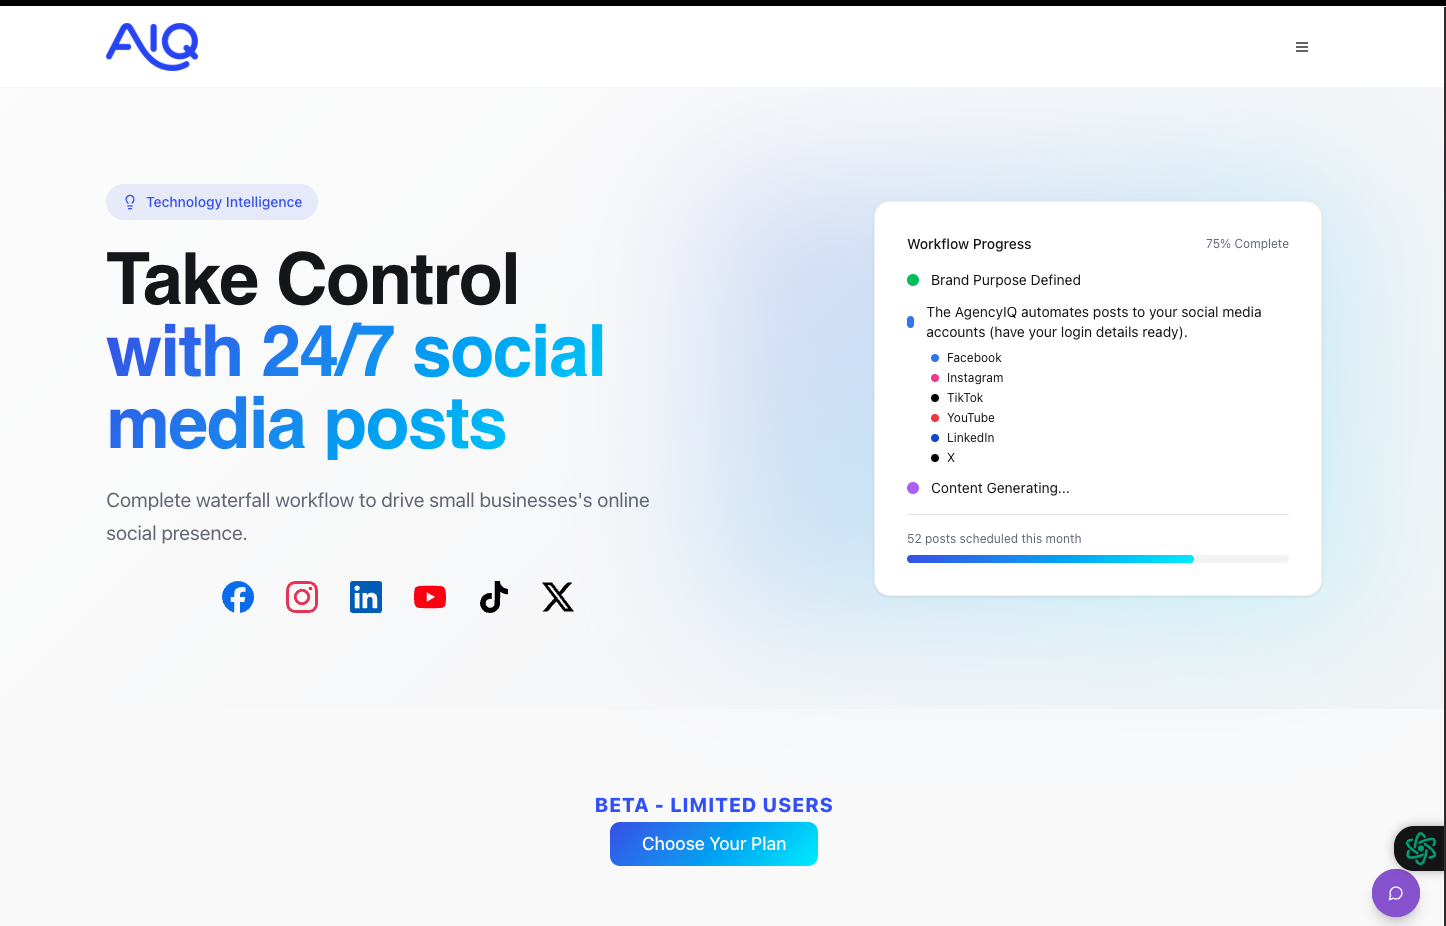 AIQ
Technology Intelligence
Take Control
with 24/7 social
media posts
Complete waterfall workflow to drive small businesses's online
social presence.
Workflow Progress
75% Complete
Brand Purpose Defined
The AgencyIQ automates posts to your social media
accounts (have your login details ready).
Facebook
Instagram
TikTok
YouTube
LinkedIn
X
Content Generating...
52 posts scheduled this month
in
BETA - LIMITED USERS
Choose Your Plan